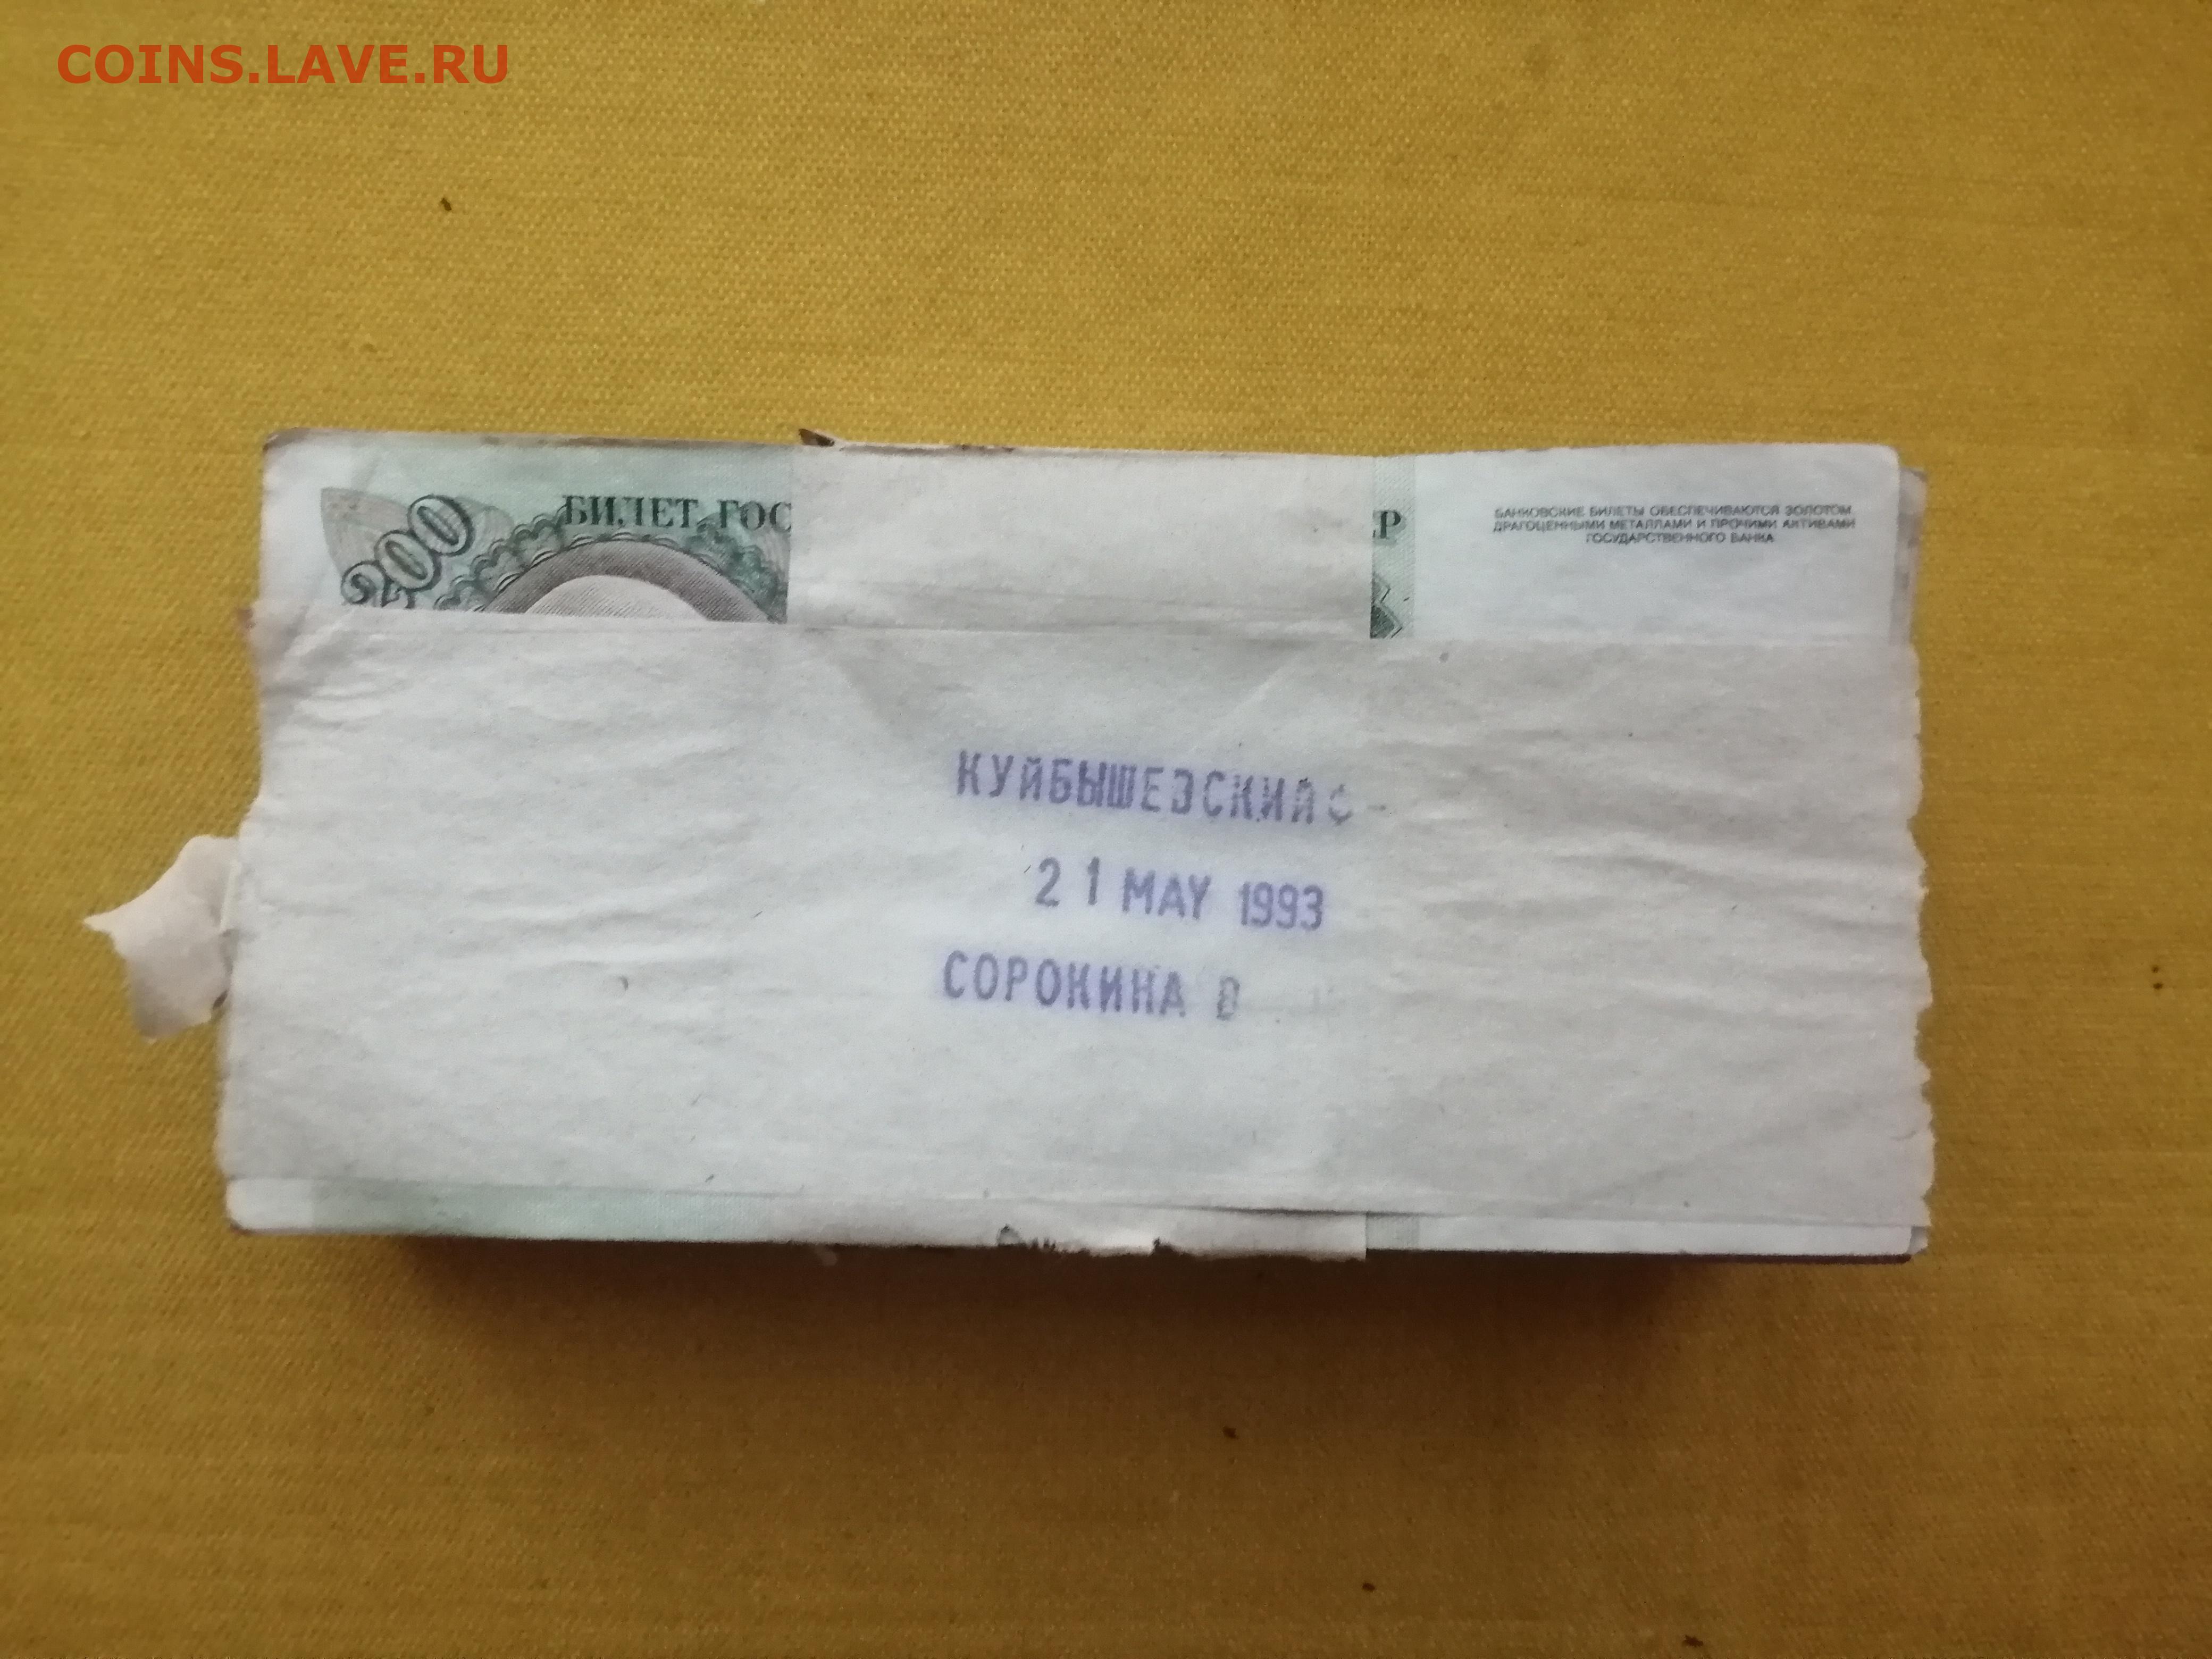 COINS.LAVE.RU
200 БИЛЕТ ГОС
БАНКОВСКИЕ БИЛЕТЫ ОБЕСПЕЧИВАЮТСЯ ЗОЛОТОМ,
ДРАГОЦЕННЫМИ МЕТАЛЛАМИ И ПРОЧИМИ АКТИВАМИ
ГОСУДАРСТВЕННОГО БАНКА
КУЙБЫШЕВСКИЙ
21 MAY 1993
СОРОКИНА